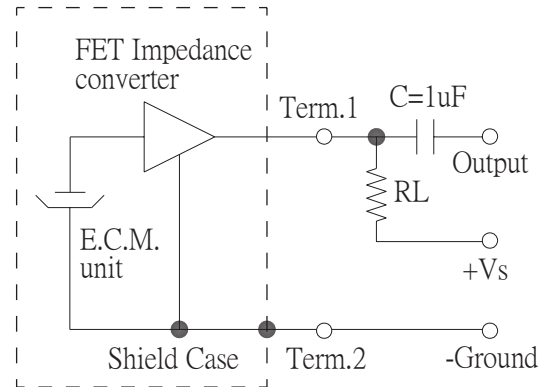 FET Impedance
converter
Term.1
C=1uF
Output
RL
+Vs
E.C.M.
unit
Shield Case
Term.2
-Ground